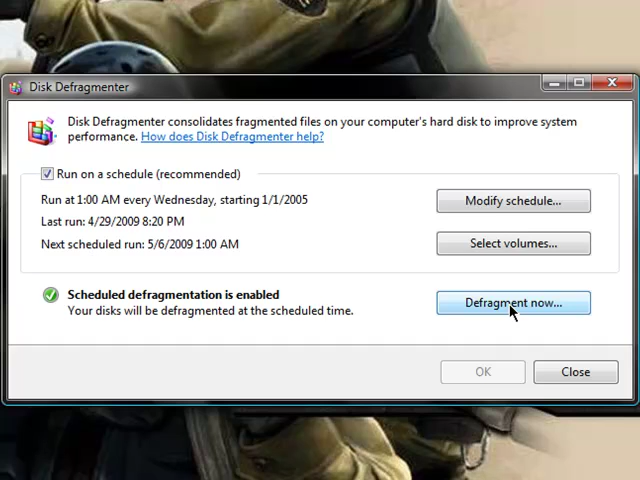 Disk Defragmenter
Disk Defragmenter consolidates fragmented files on your computer's hard disk to improve system
performance. How does Disk Defragmenter help?
Run on a schedule (recommended)
Run at 1:00 AM every Wednesday, starting 1/1/2005
Modify schedule...
Last run: 4/29/2009 8:20 PM
Next scheduled run: 5/6/2009 1:00 AM
Select volumes...
Scheduled defragmentation is enabled
Your disks will be defragmented at the scheduled time.
Defragment now...
OK
Close